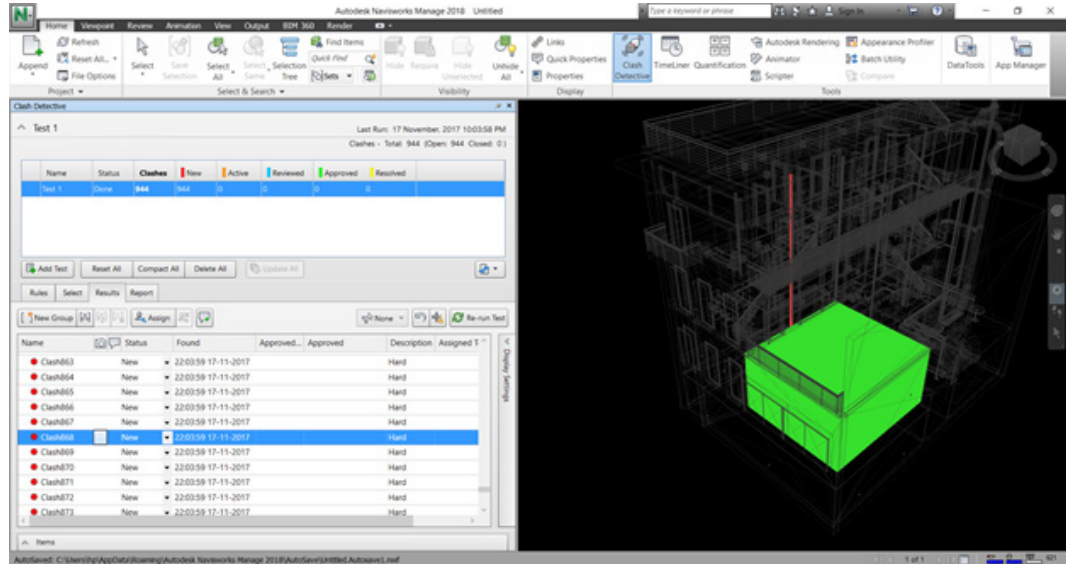 Autodesk Navisworks Manage 2018 Untitled
Type a keyword or phrase
Sign In
Home Viewpoint Review Animation View Output BIM 360 Render
Append
Refresh
Reset All...
File Options
Project
Select
Save Selection
Select All
Select Same
Selection Tree
Find Items
Quick Find
Sets
Select & Search
Hide
Require
Hide Unselected
Unhide All
Visibility
Links
Quick Properties
Properties
Display
Clash Detective
TimeLiner
Quantification
Autodesk Rendering
Animator
Scripter
Appearance Profiler
Batch Utility
Compare
DataTools
App Manager
Tools
Clash Detective
Test 1
Last Run: 17 November, 2017 10:03:58 PM
Clashes - Total: 944 (Open: 944 Closed: 0)
Name Status Clashes New Active Reviewed Approved Resolved
Test 1 Done 944 944 0 0 0 0
Add Test Reset All Compact All Delete All Update All
Rules Select Results Report
New Group Assign None Re-run Test
Name Status Found Approved... Approved Description Assigned T
Clash863 New 22:03:59 17-11-2017 Hard
Clash864 New 22:03:59 17-11-2017 Hard
Clash865 New 22:03:59 17-11-2017 Hard
Clash866 New 22:03:59 17-11-2017 Hard
Clash867 New 22:03:59 17-11-2017 Hard
Clash868 New 22:03:59 17-11-2017 Hard
Clash869 New 22:03:59 17-11-2017 Hard
Clash870 New 22:03:59 17-11-2017 Hard
Clash871 New 22:03:59 17-11-2017 Hard
Clash872 New 22:03:59 17-11-2017 Hard
Clash873 New 22:03:59 17-11-2017 Hard
Display Settings
Items
AutoSaved: C:\Users\hp\AppData\Roaming\Autodesk Navisworks Manage 2018\AutoSave\Untitled.Autosave1.nwf
1 of 1
621